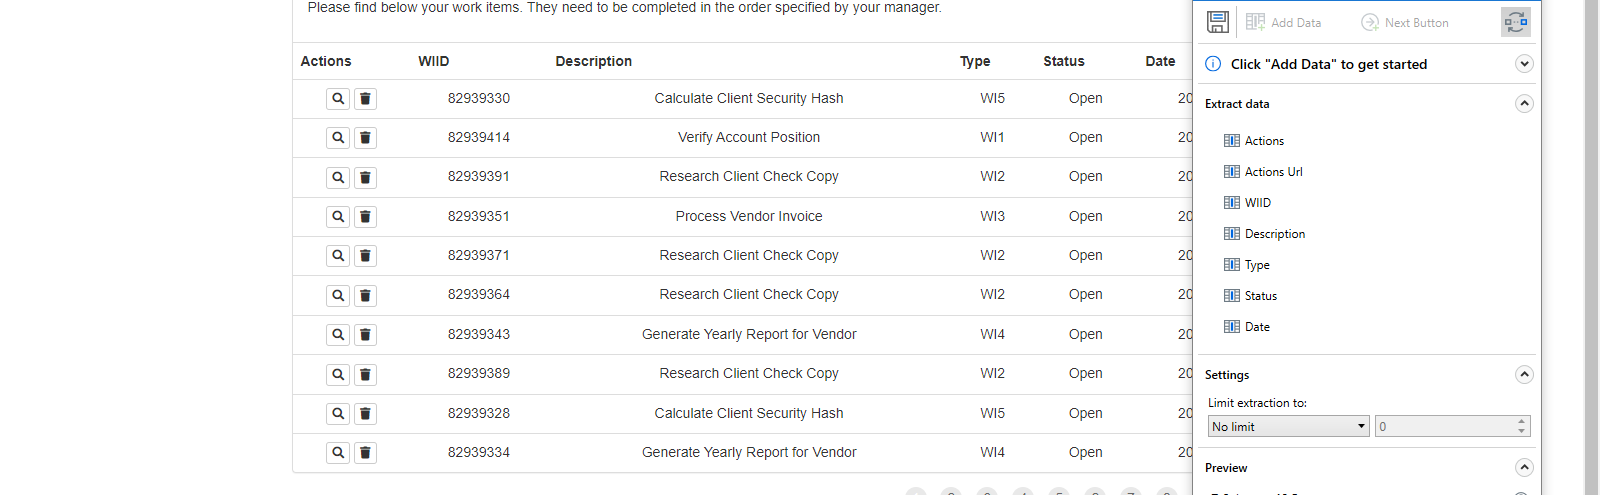 Please find below your work items. They need to be completed in the order specified by your manager.
Actions WIID Description Type Status Date
82939330 Calculate Client Security Hash WI5 Open 20
82939414 Verify Account Position WI1 Open 20
82939391 Research Client Check Copy WI2 Open 20
82939351 Process Vendor Invoice WI3 Open 20
82939371 Research Client Check Copy WI2 Open 20
82939364 Research Client Check Copy WI2 Open 20
82939343 Generate Yearly Report for Vendor WI4 Open 20
82939389 Research Client Check Copy WI2 Open 20
82939328 Calculate Client Security Hash WI5 Open 20
82939334 Generate Yearly Report for Vendor WI4 Open 20
Add Data Next Button
Click "Add Data" to get started
Extract data
Actions
Actions Url
WIID
Description
Type
Status
Date
Settings
Limit extraction to:
No limit 0
Preview